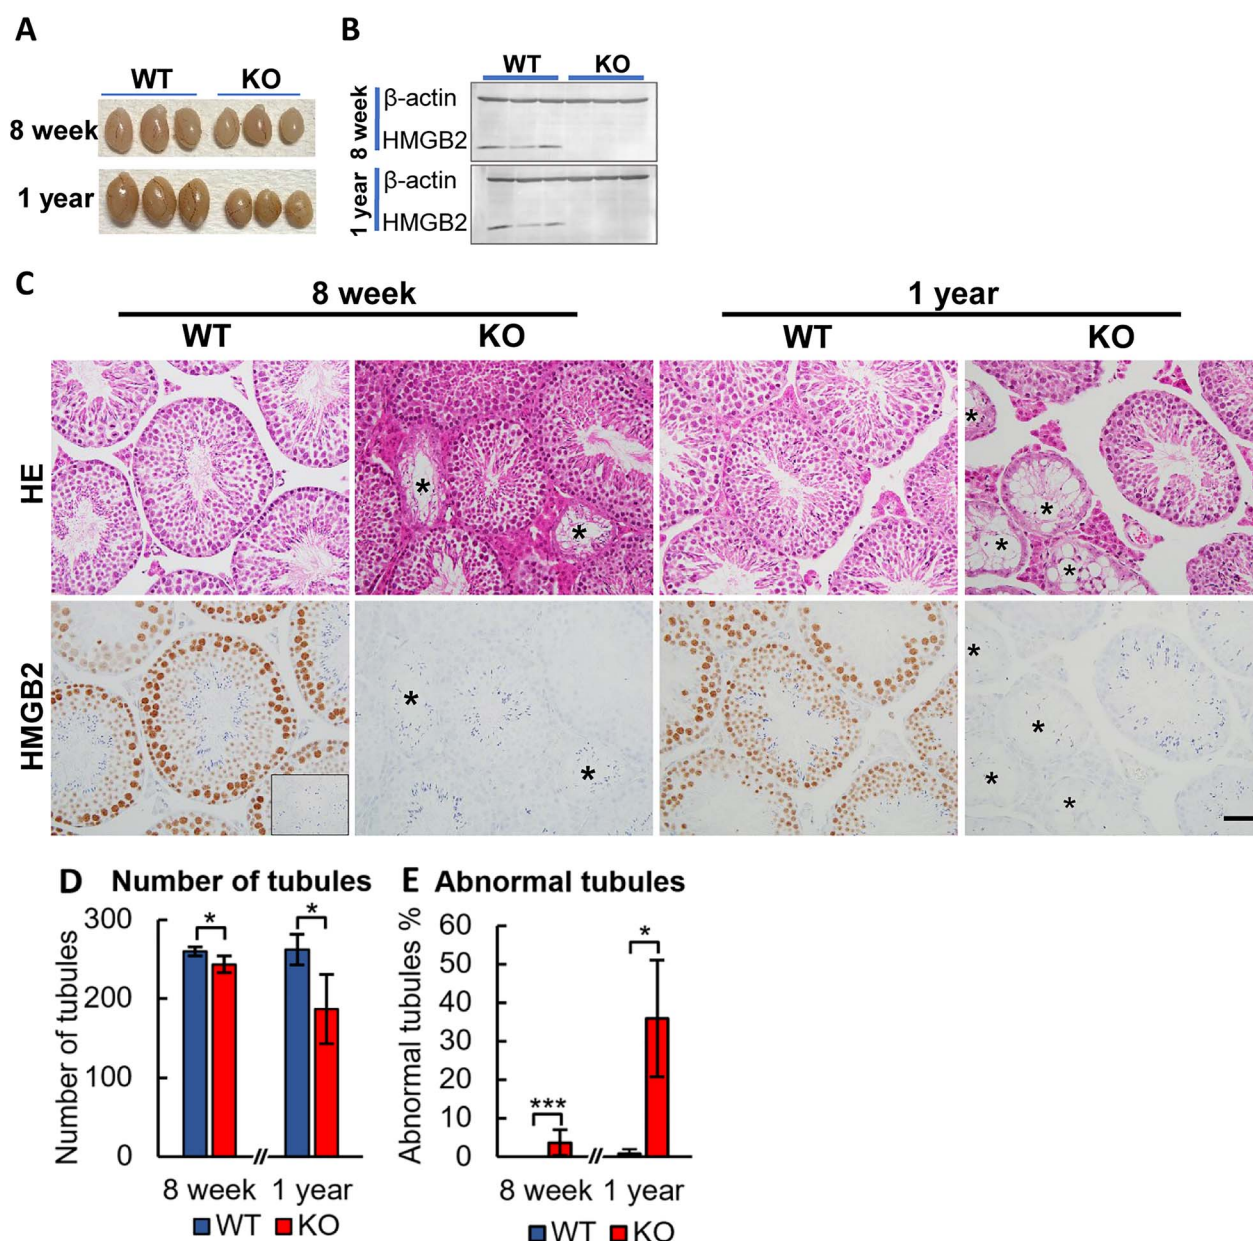 A
WT KO
8 week
1 year
B
WT KO
8 week
β-actin
HMGB2
1 year
β-actin
HMGB2
C
8 week 1 year
WT KO WT KO
HE
* * * * * *
HMGB2
* * * * * *
D Number of tubules
Number of tubules
300
200
100
0
* *
8 week 1 year
WT KO
E Abnormal tubules
Abnormal tubules %
60
50
40
30
20
10
0
*** *
8 week 1 year
WT KO